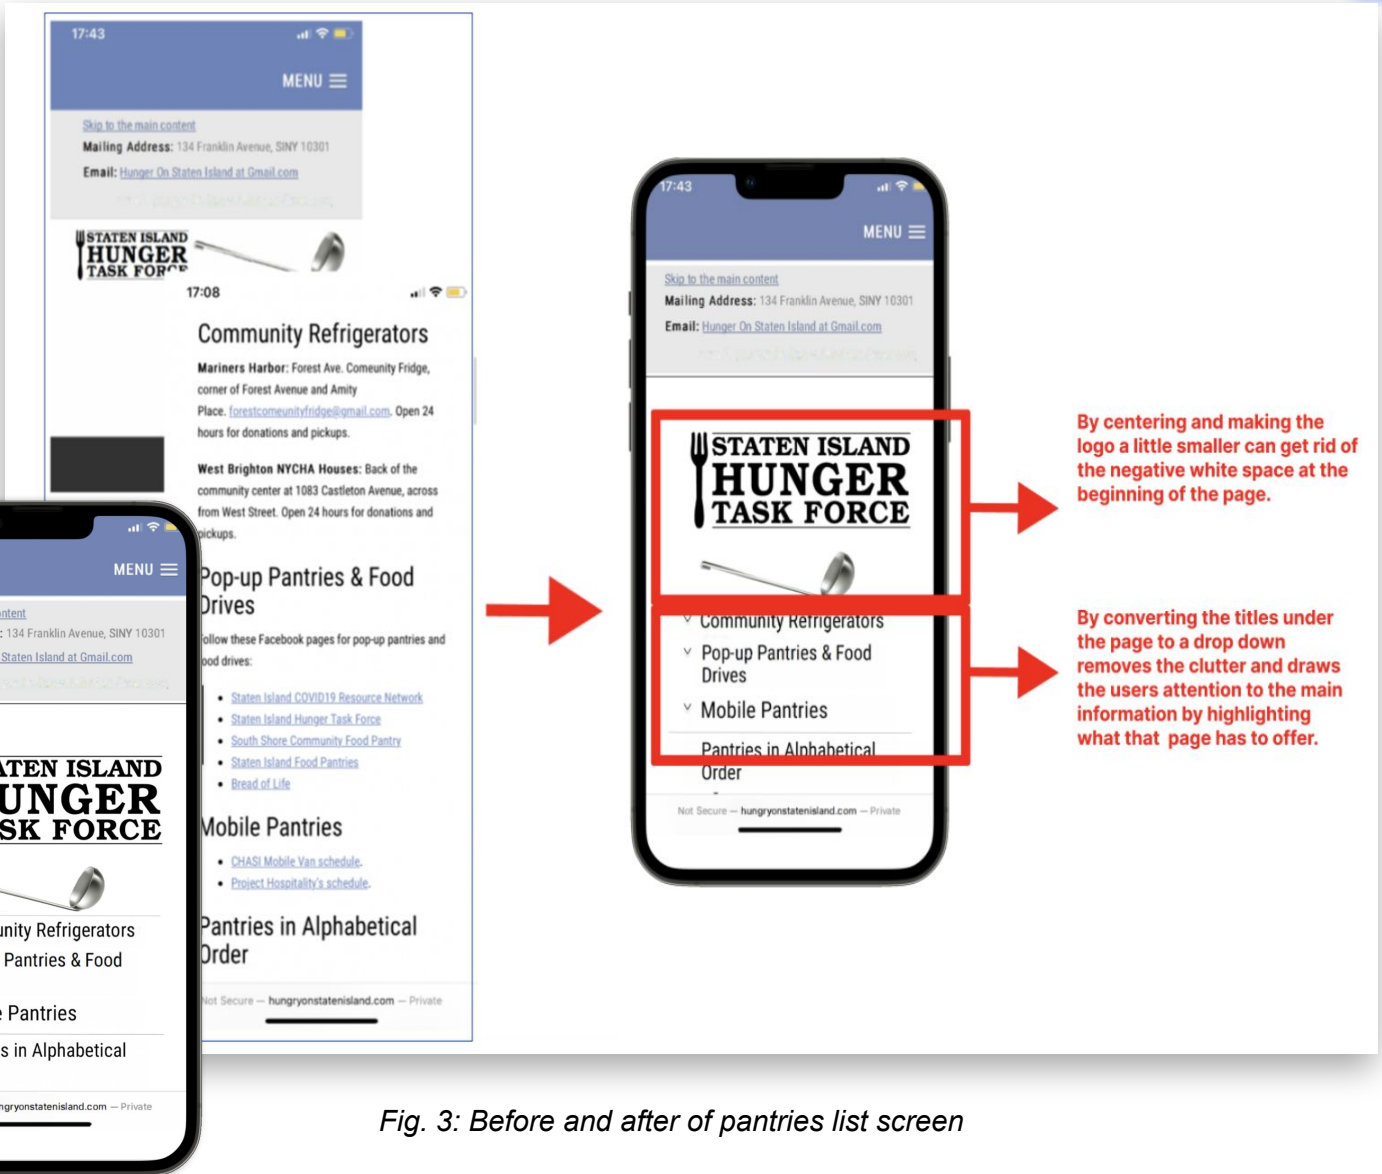 17:43
MENU
Skip to the main content
Mailing Address: 134 Franklin Avenue, SINY 10301
Email: Hunger On Staten Island at Gmail.com
STATEN ISLAND
HUNGER
TASK FORCE
17:08
Community Refrigerators
Mariners Harbor: Forest Ave. Comeunity Fridge,
corner of Forest Avenue and Amity
Place. forestcomeunityfridge@gmail.com. Open 24
hours for donations and pickups.
West Brighton NYCHA Houses: Back of the
community center at 1083 Castleton Avenue, across
from West Street. Open 24 hours for donations and
pickups.
Pop-up Pantries & Food
Drives
Follow these Facebook pages for pop-up pantries and
food drives:
Staten Island COVID19 Resource Network
Staten Island Hunger Task Force
South Shore Community Food Pantry
Staten Island Food Pantries
Bread of Life
Mobile Pantries
CHASI Mobile Van schedule.
Project Hospitality's schedule.
Pantries in Alphabetical
Order
Not Secure — hungryonstatenisland.com — Private
MENU
ntent
: 134 Franklin Avenue, SINY 10301
Staten Island at Gmail.com
ATEN ISLAND
UNGER
SK FORCE
unity Refrigerators
Pantries & Food
e Pantries
s in Alphabetical
ngryonstatenisland.com — Private
17:43
MENU
Skip to the main content
Mailing Address: 134 Franklin Avenue, SINY 10301
Email: Hunger On Staten Island at Gmail.com
STATEN ISLAND
HUNGER
TASK FORCE
Community Refrigerators
Pop-up Pantries & Food
Drives
Mobile Pantries
Pantries in Alphabetical
Order
Not Secure — hungryonstatenisland.com — Private
By centering and making the
logo a little smaller can get rid of
the negative white space at the
beginning of the page.
By converting the titles under
the page to a drop down
removes the clutter and draws
the users attention to the main
information by highlighting
what that page has to offer.
Fig. 3: Before and after of pantries list screen